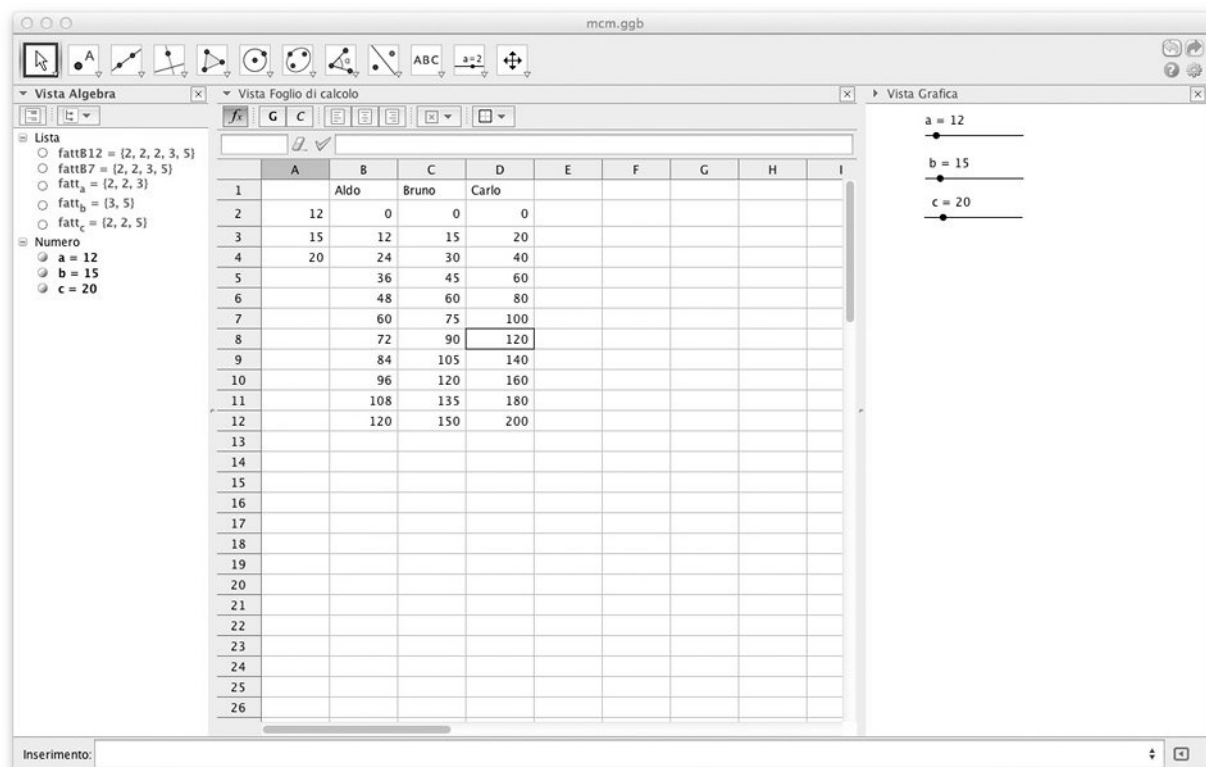 mcm.ggb
A
α
ABC
a=2
Vista Algebra
Vista Foglio di calcolo
Vista Grafica
fx G C
Lista
fattB12 = {2, 2, 2, 3, 5}
fattB7 = {2, 2, 3, 5}
fatta = {2, 2, 3}
fattb = {3, 5}
fattc = {2, 2, 5}
Numero
a = 12
b = 15
c = 20
A B C D E F G H I
1 Aldo Bruno Carlo
2 12 0 0 0
3 15 12 15 20
4 20 24 30 40
5 36 45 60
6 48 60 80
7 60 75 100
8 72 90 120
9 84 105 140
10 96 120 160
11 108 135 180
12 120 150 200
13
14
15
16
17
18
19
20
21
22
23
24
25
26
a = 12
b = 15
c = 20
Inserimento: